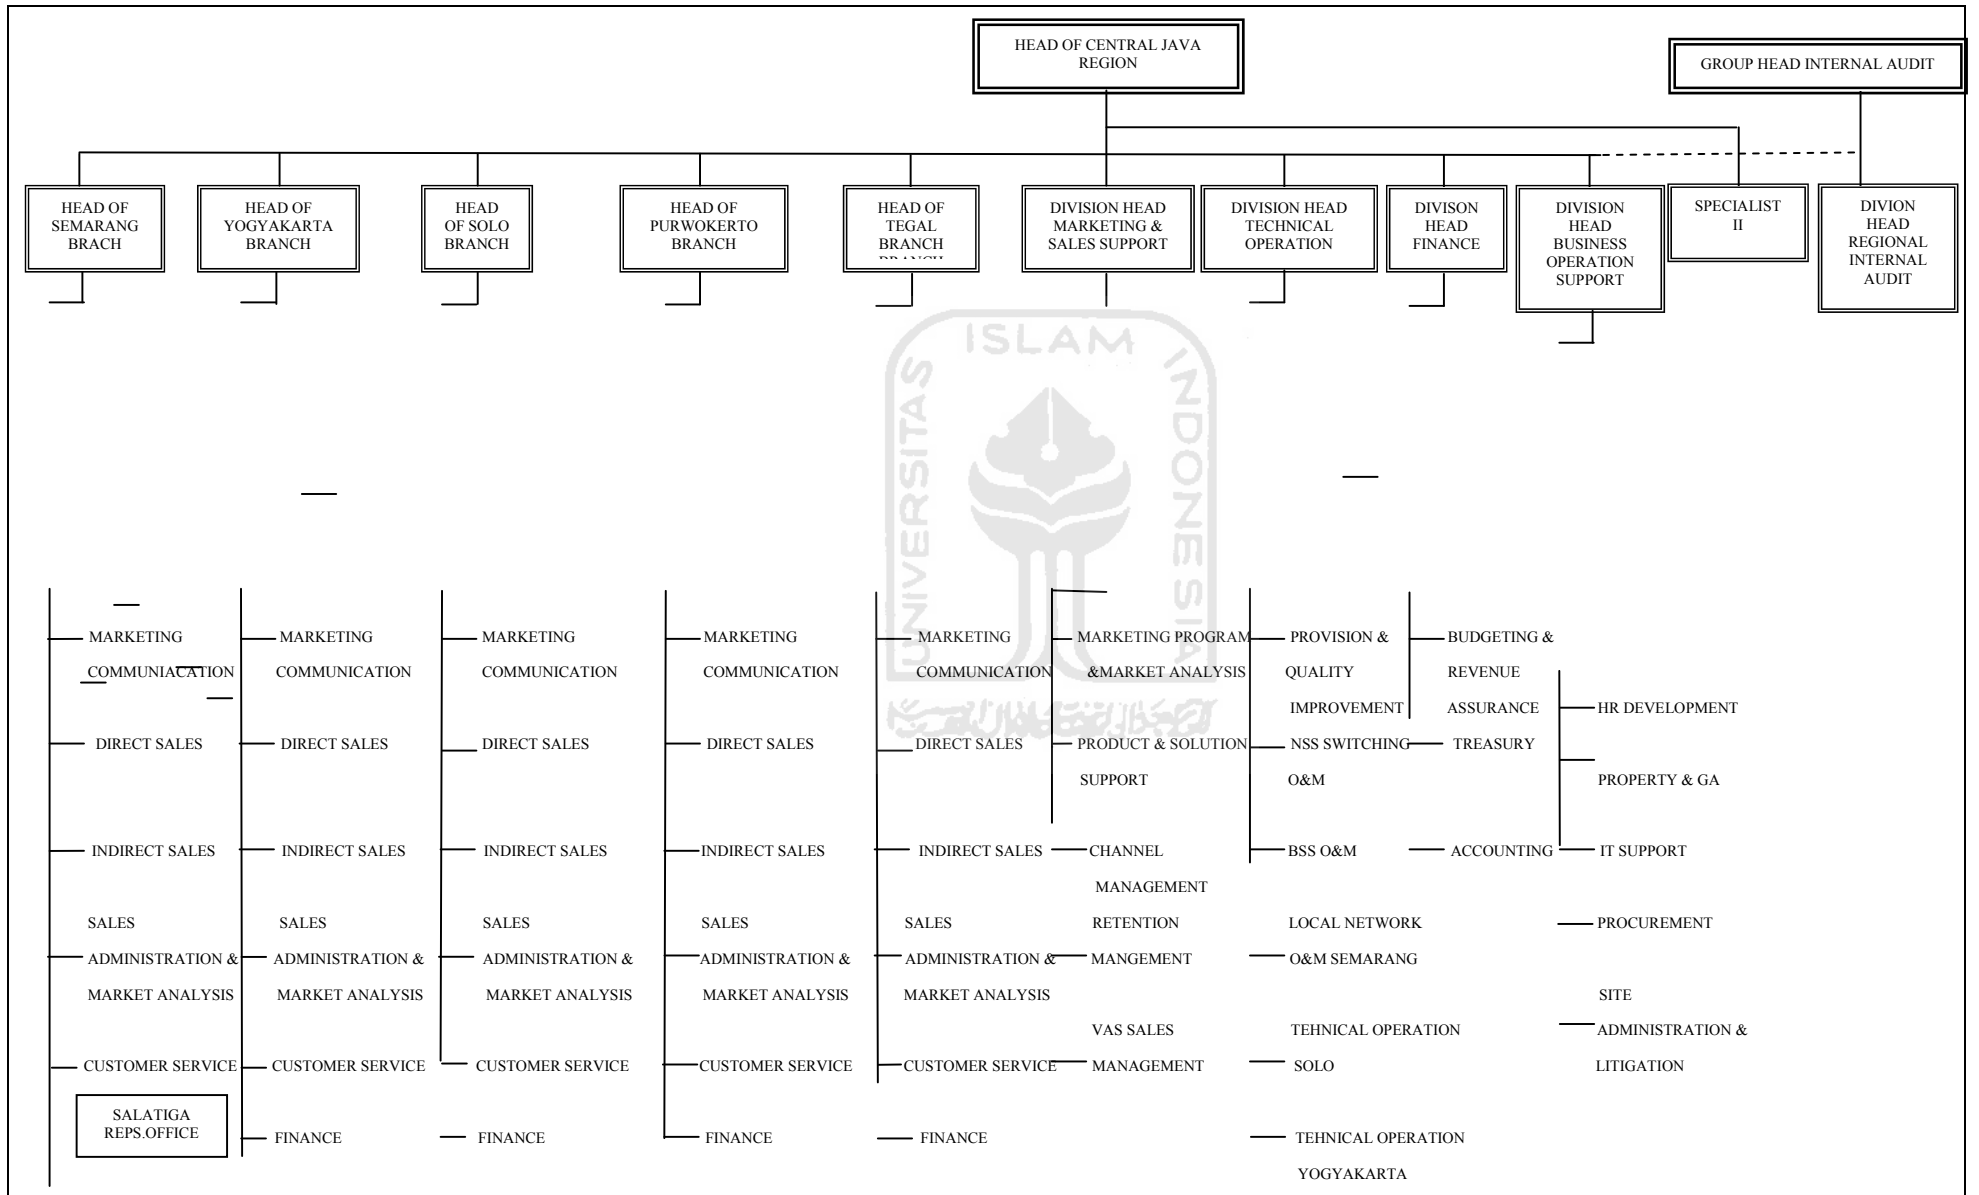 HEAD OF CENTRAL JAVA
REGION
GROUP HEAD INTERNAL AUDIT
HEAD OF
SEMARANG
BRACH
HEAD OF
YOGYAKARTA
BRANCH
HEAD
OF SOLO
BRANCH
HEAD OF
PURWOKERTO
BRANCH
HEAD OF
TEGAL
BRANCH
BRANCH
DIVISION HEAD
MARKETING &
SALES SUPPORT
DIVISION HEAD
TECHNICAL
OPERATION
DIVISON
HEAD
FINANCE
DIVISION
HEAD
BUSINESS
OPERATION
SUPPORT
SPECIALIST
II
DIVION
HEAD
REGIONAL
INTERNAL
AUDIT
UNIVERSITAS
ISLAM
INDONESIA
MARKETING
COMMUNIACATION
DIRECT SALES
INDIRECT SALES
SALES
ADMINISTRATION &
MARKET ANALYSIS
CUSTOMER SERVICE
SALATIGA
REPS.OFFICE
MARKETING
COMMUNICATION
DIRECT SALES
INDIRECT SALES
SALES
ADMINISTRATION &
MARKET ANALYSIS
CUSTOMER SERVICE
FINANCE
MARKETING
COMMUNICATION
DIRECT SALES
INDIRECT SALES
SALES
ADMINISTRATION &
MARKET ANALYSIS
CUSTOMER SERVICE
FINANCE
MARKETING
COMMUNICATION
DIRECT SALES
INDIRECT SALES
SALES
ADMINISTRATION &
MARKET ANALYSIS
CUSTOMER SERVICE
FINANCE
MARKETING
COMMUNICATION
DIRECT SALES
INDIRECT SALES
SALES
ADMINISTRATION &
MARKET ANALYSIS
CUSTOMER SERVICE
FINANCE
MARKETING PROGRAM
&MARKET ANALYSIS
PRODUCT & SOLUTION
SUPPORT
CHANNEL
MANAGEMENT
RETENTION
MANGEMENT
VAS SALES
MANAGEMENT
PROVISION &
QUALITY
IMPROVEMENT
NSS SWITCHING
O&M
BSS O&M
LOCAL NETWORK
O&M SEMARANG
TEHNICAL OPERATION
SOLO
TEHNICAL OPERATION
YOGYAKARTA
BUDGETING &
REVENUE
ASSURANCE
TREASURY
ACCOUNTING
HR DEVELOPMENT
PROPERTY & GA
IT SUPPORT
PROCUREMENT
SITE
ADMINISTRATION &
LITIGATION